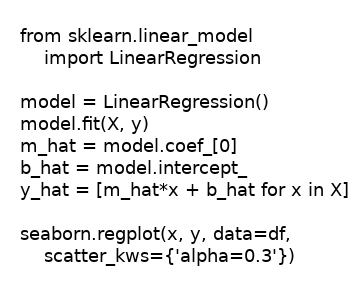 from sklearn.linear_model
    import LinearRegression

model = LinearRegression()
model.fit(X, y)
m_hat = model.coef_[0]
b_hat = model.intercept_
y_hat = [m_hat*x + b_hat for x in X]

seaborn.regplot(x, y, data=df,
    scatter_kws={'alpha=0.3'})